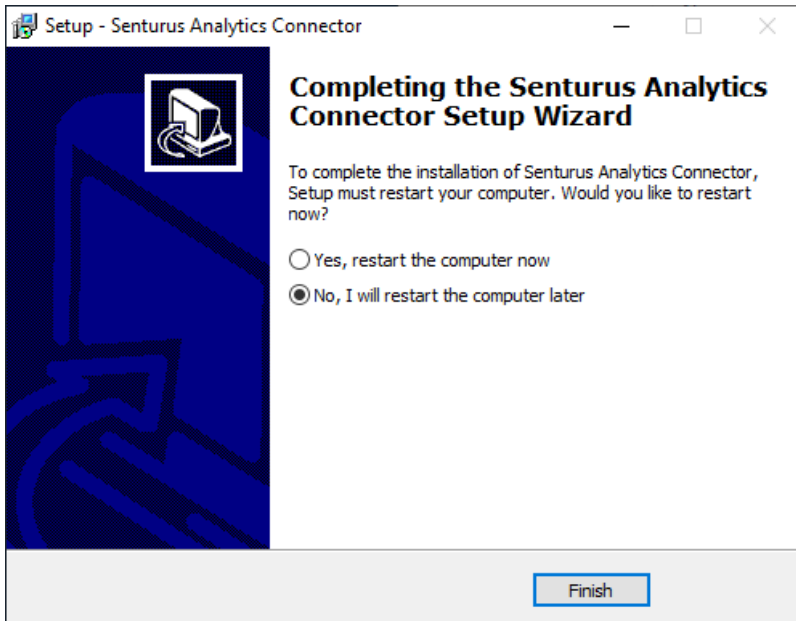 Setup - Senturus Analytics Connector
Completing the Senturus Analytics
Connector Setup Wizard
To complete the installation of Senturus Analytics Connector,
Setup must restart your computer. Would you like to restart
now?
Yes, restart the computer now
No, I will restart the computer later
Finish